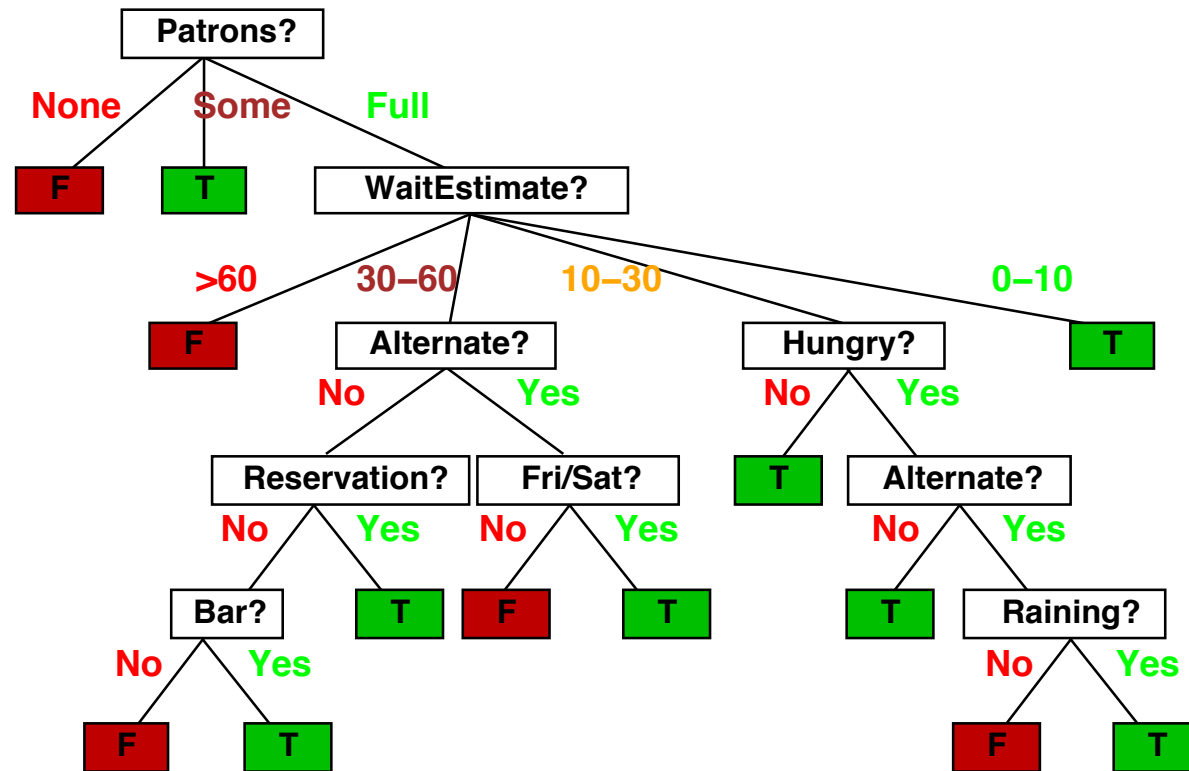 Patrons?
None Some Full
F T WaitEstimate?
>60 30–60 10–30 0–10
F Alternate? Hungry? T
No Yes No Yes
Reservation? Fri/Sat? T Alternate?
No Yes No Yes No Yes
Bar? T F T T Raining?
No Yes No Yes
F T F T